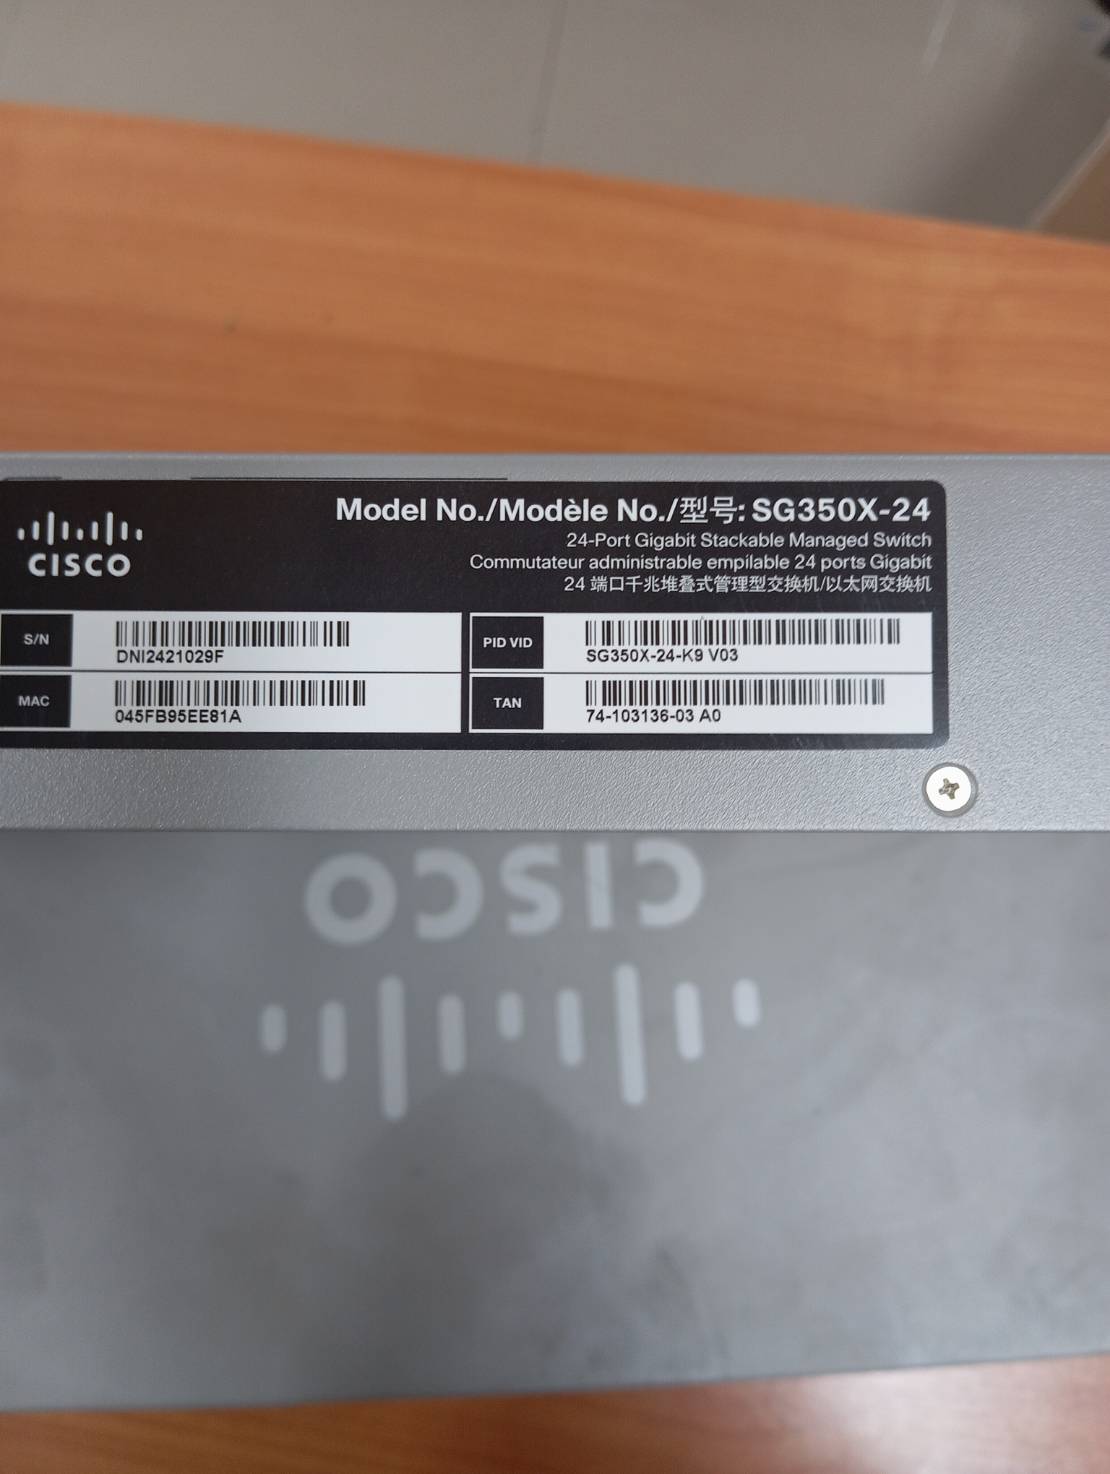 Model No./Modèle No./型号: SG350X-24
24-Port Gigabit Stackable Managed Switch
Commutateur administrable empilable 24 ports Gigabit
24 端口千兆堆叠式管理型交换机/以太网交换机
CISCO
S/N
DNI2421029F
PID VID
SG350X-24-K9 V03
MAC
045FB95EE81A
TAN
74-103136-03 A0
CISCO